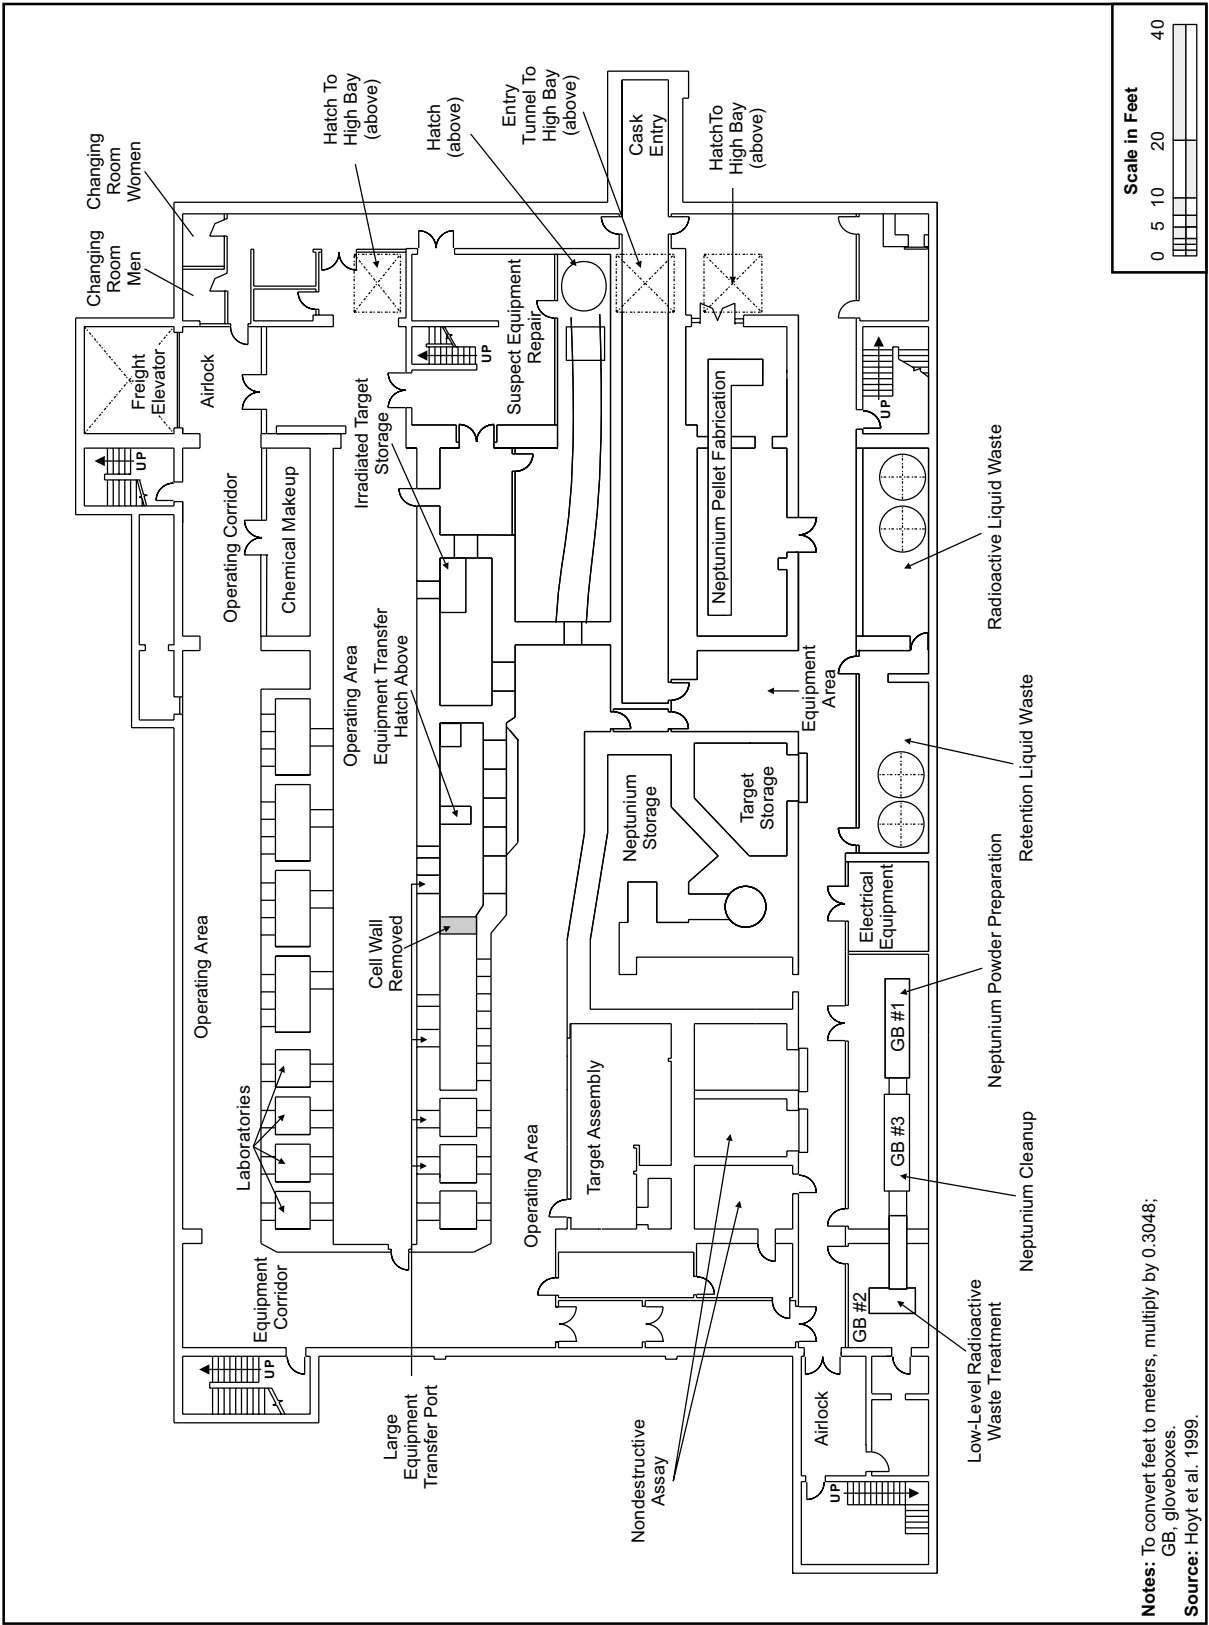 Changing
Room
Women
Changing
Room
Men
Hatch To
High Bay
(above)
Hatch
(above)
Entry
Tunnel To
High Bay
(above)
Cask
Entry
HatchTo
High Bay
(above)
Freight
Elevator
Airlock
UP
Operating Corridor
Chemical Makeup
UP
Suspect Equipment
Repair
Irradiated Target
Storage
Neptunium Pellet Fabrication
UP
Radioactive Liquid Waste
Operating Area
Operating Area
Equipment Transfer
Hatch Above
Equipment
Area
Retention Liquid Waste
Neptunium
Storage
Target
Storage
Cell Wall
Removed
Electrical
Equipment
Laboratories
Operating Area
Target Assembly
GB #1
GB #3
Neptunium Powder Preparation
Neptunium Cleanup
Equipment
Corridor
UP
GB #2
Low-Level Radioactive
Waste Treatment
Large
Equipment
Transfer Port
Nondestructive
Assay
Airlock
UP
Scale in Feet
0 5 10 20 40
Notes: To convert feet to meters, multiply by 0.3048;
GB, gloveboxes.
Source: Hoyt et al. 1999.